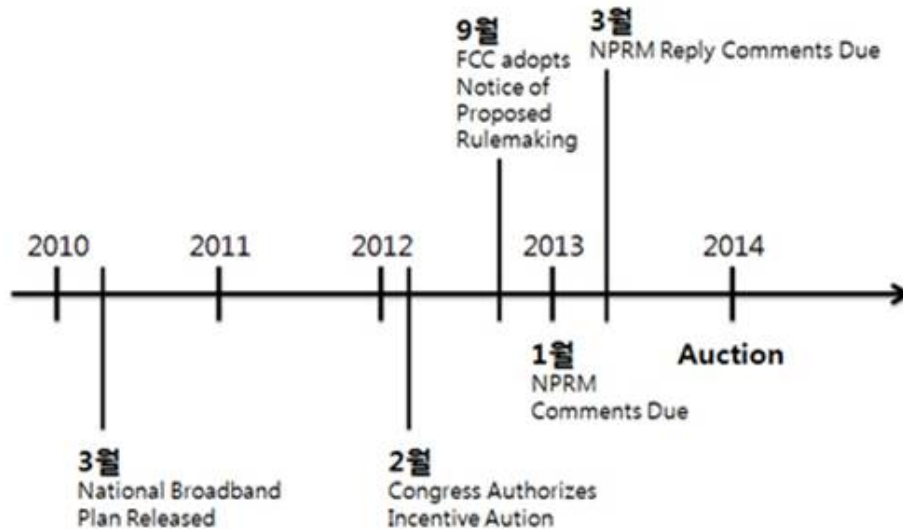 9월
FCC adopts
Notice of
Proposed
Rulemaking
3월
NPRM Reply Comments Due
2010
2011
2012
2013
2014
1월
NPRM
Comments Due
Auction
3월
National Broadband
Plan Released
2월
Congress Authorizes
Incentive Aution